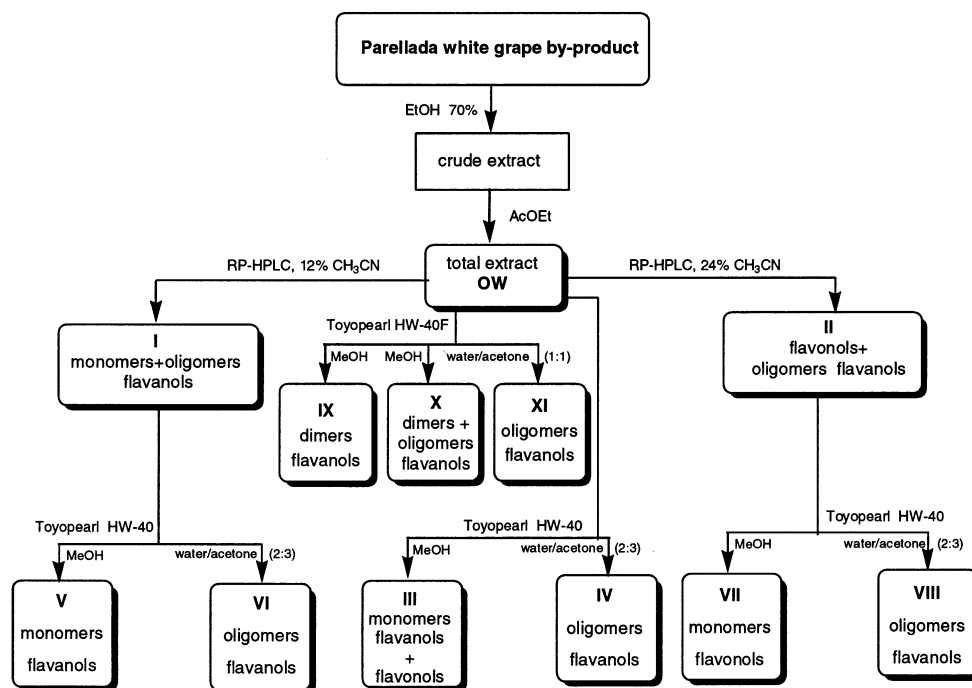 Parellada white grape by-product
EtOH 70%
crude extract
AcOEt
total extract
OW
RP-HPLC, 12% CH₃CN
RP-HPLC, 24% CH₃CN
I
monomers+oligomers
flavanols
Toyopearl HW-40F
MeOH
MeOH
water/acetone (1:1)
IX
dimers
flavanols
X
dimers +
oligomers
flavanols
XI
oligomers
flavanols
II
flavonols+
oligomers flavanols
Toyopearl HW-40
MeOH
water/acetone (2:3)
V
monomers
flavanols
VI
oligomers
flavanols
Toyopearl HW-40
MeOH
water/acetone (2:3)
III
monomers
flavanols
+
flavonols
IV
oligomers
flavanols
Toyopearl HW-40
MeOH
water/acetone (2:3)
VII
monomers
flavonols
VIII
oligomers
flavanols